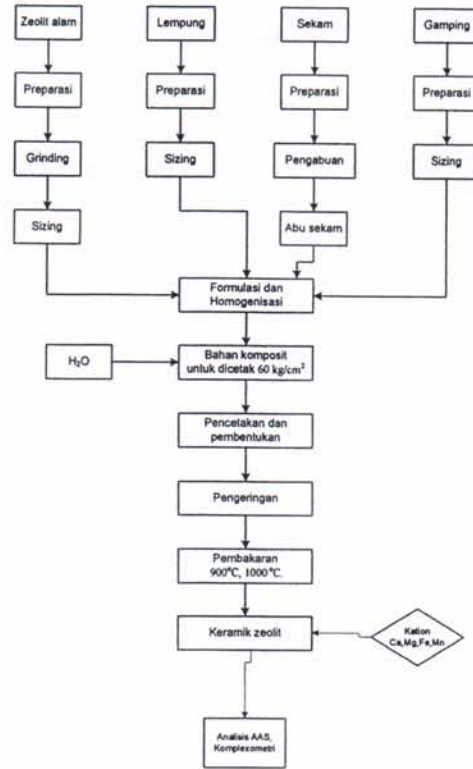 Zeolit alam
Lempung
Sekam
Gamping
Preparasi
Preparasi
Preparasi
Preparasi
Grinding
Sizing
Pengabuan
Sizing
Sizing
Abu sekam
Formulasi dan
Homogenisasi
H₂O
Bahan komposit
untuk dicetak 60 kg/cm²
Pencetakan dan
pembentukan
Pengeringan
Pembakaran
900°C, 1000°C.
Keramik zeolit
Kation
Ca,Mg,Fe,Mn
Analisis AAS,
Komplexometri